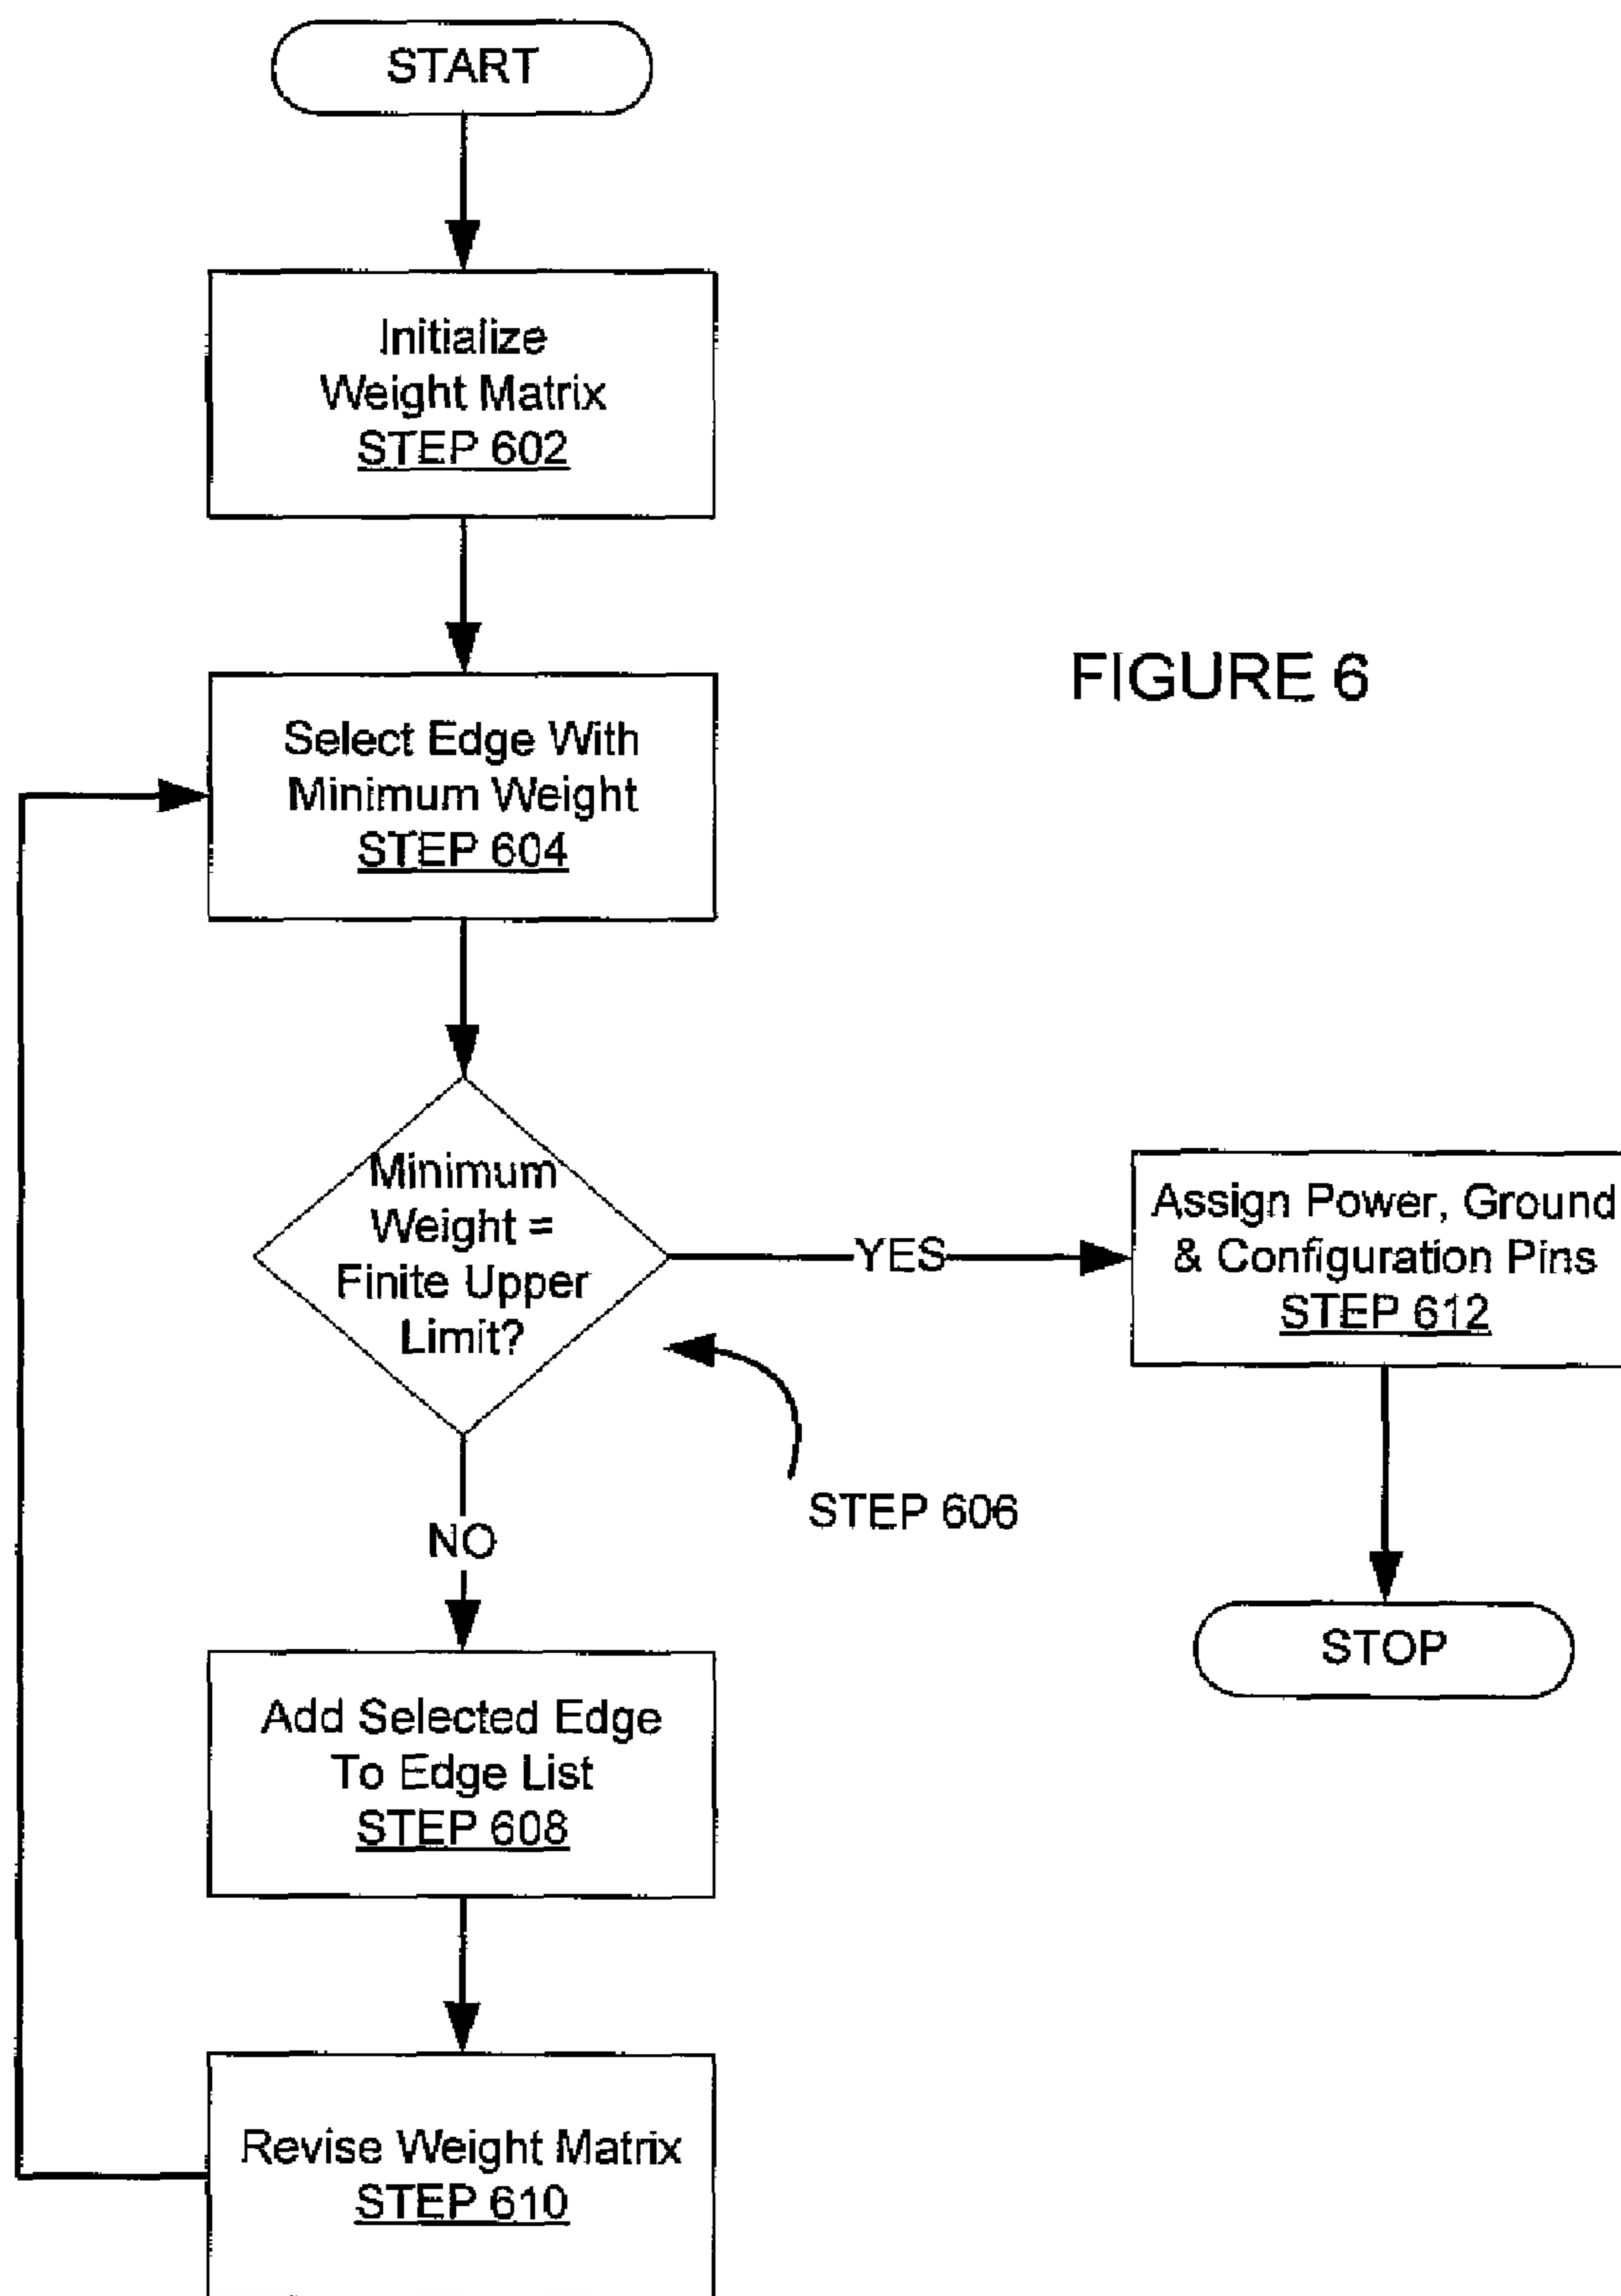 START
Initialize
Weight Matrix
STEP 602
FIGURE 6
Select Edge With
Minimum Weight
STEP 604
Minimum
Weight =
Finite Upper
Limit?
YES
Assign Power, Ground
& Configuration Pins
STEP 612
STEP 606
NO
STOP
Add Selected Edge
To Edge List
STEP 608
Revise Weight Matrix
STEP 610